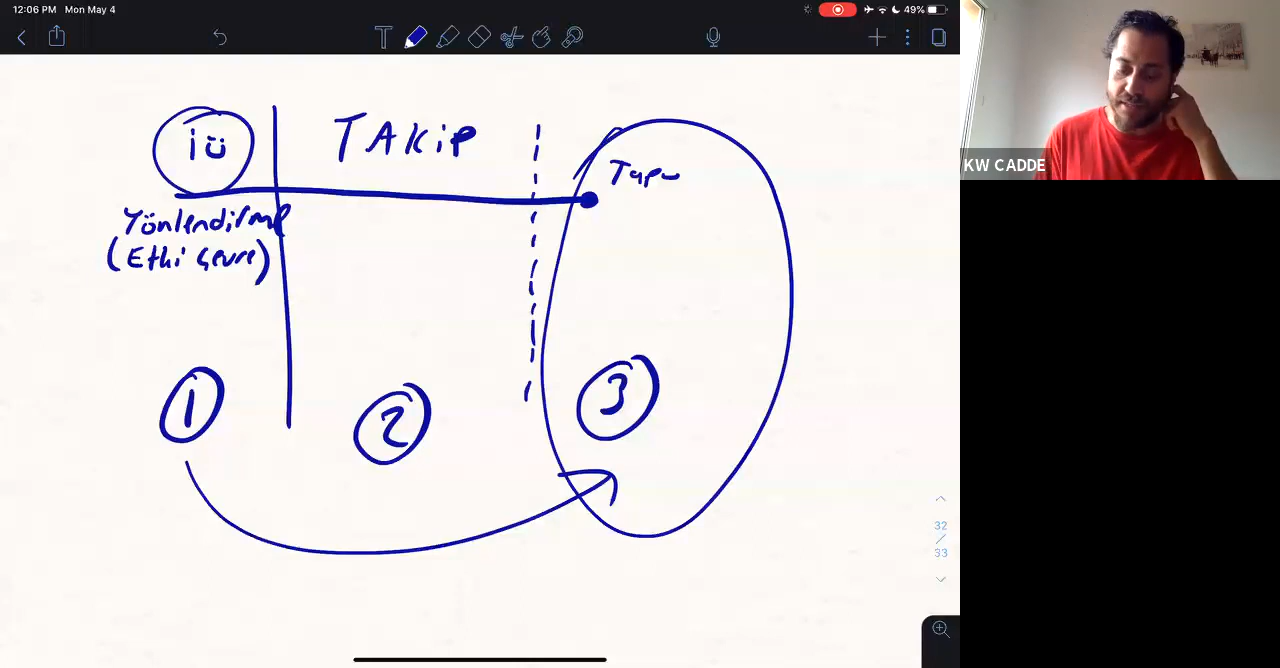 12:06 PM Mon May 4
49%
T
iü
TAKİP
Tapu
Yönlendirme
(Etki Çevre)
1
2
3
32
/
33
KW CADDE